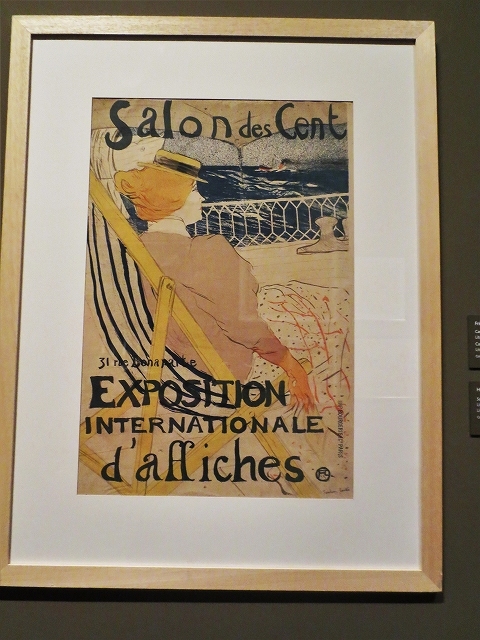 Salon des Cent
31 rue Bonaparte
EXPOSITION
INTERNATIONALE
d'affiches